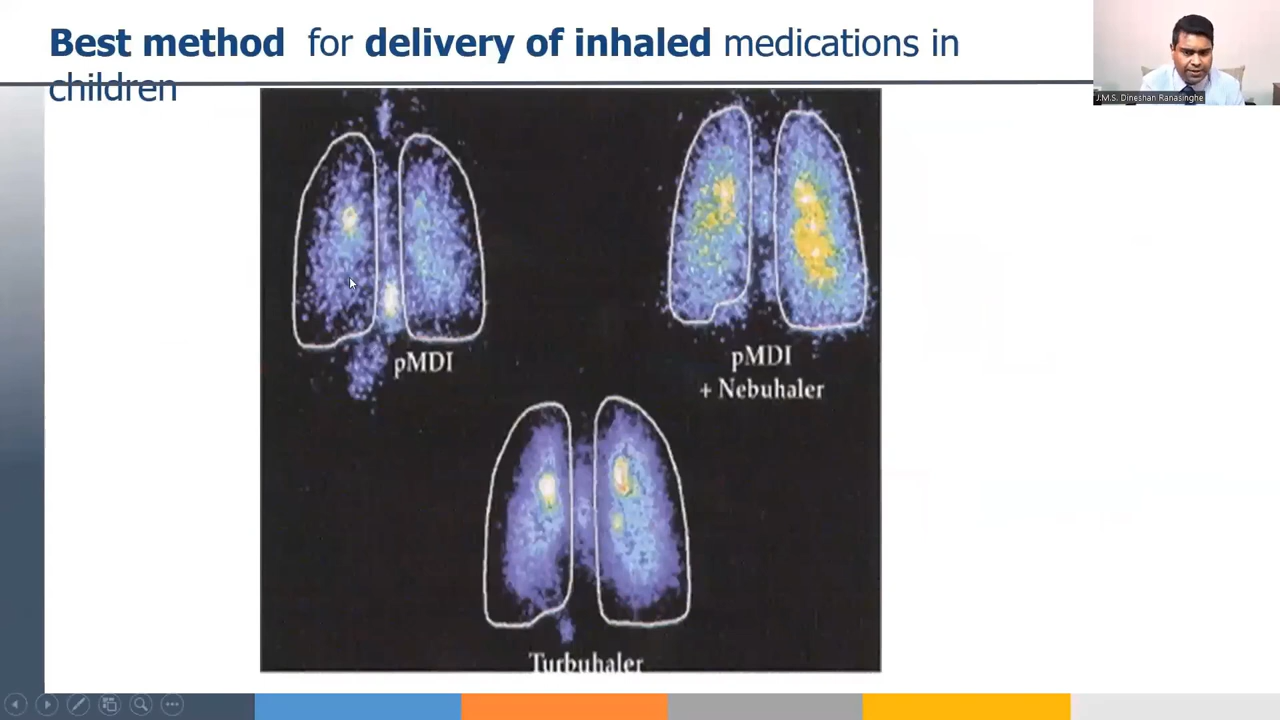 Best method for delivery of inhaled medications in
children
J.M.S. Dineshan Ranasinghe
pMDI
pMDI
+ Nebuhaler
Turbuhaler